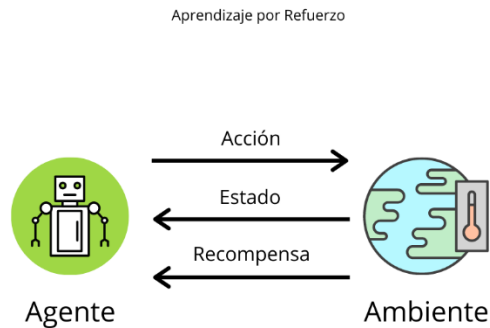 Aprendizaje por Refuerzo
Acción
Estado
Recompensa
Agente
Ambiente